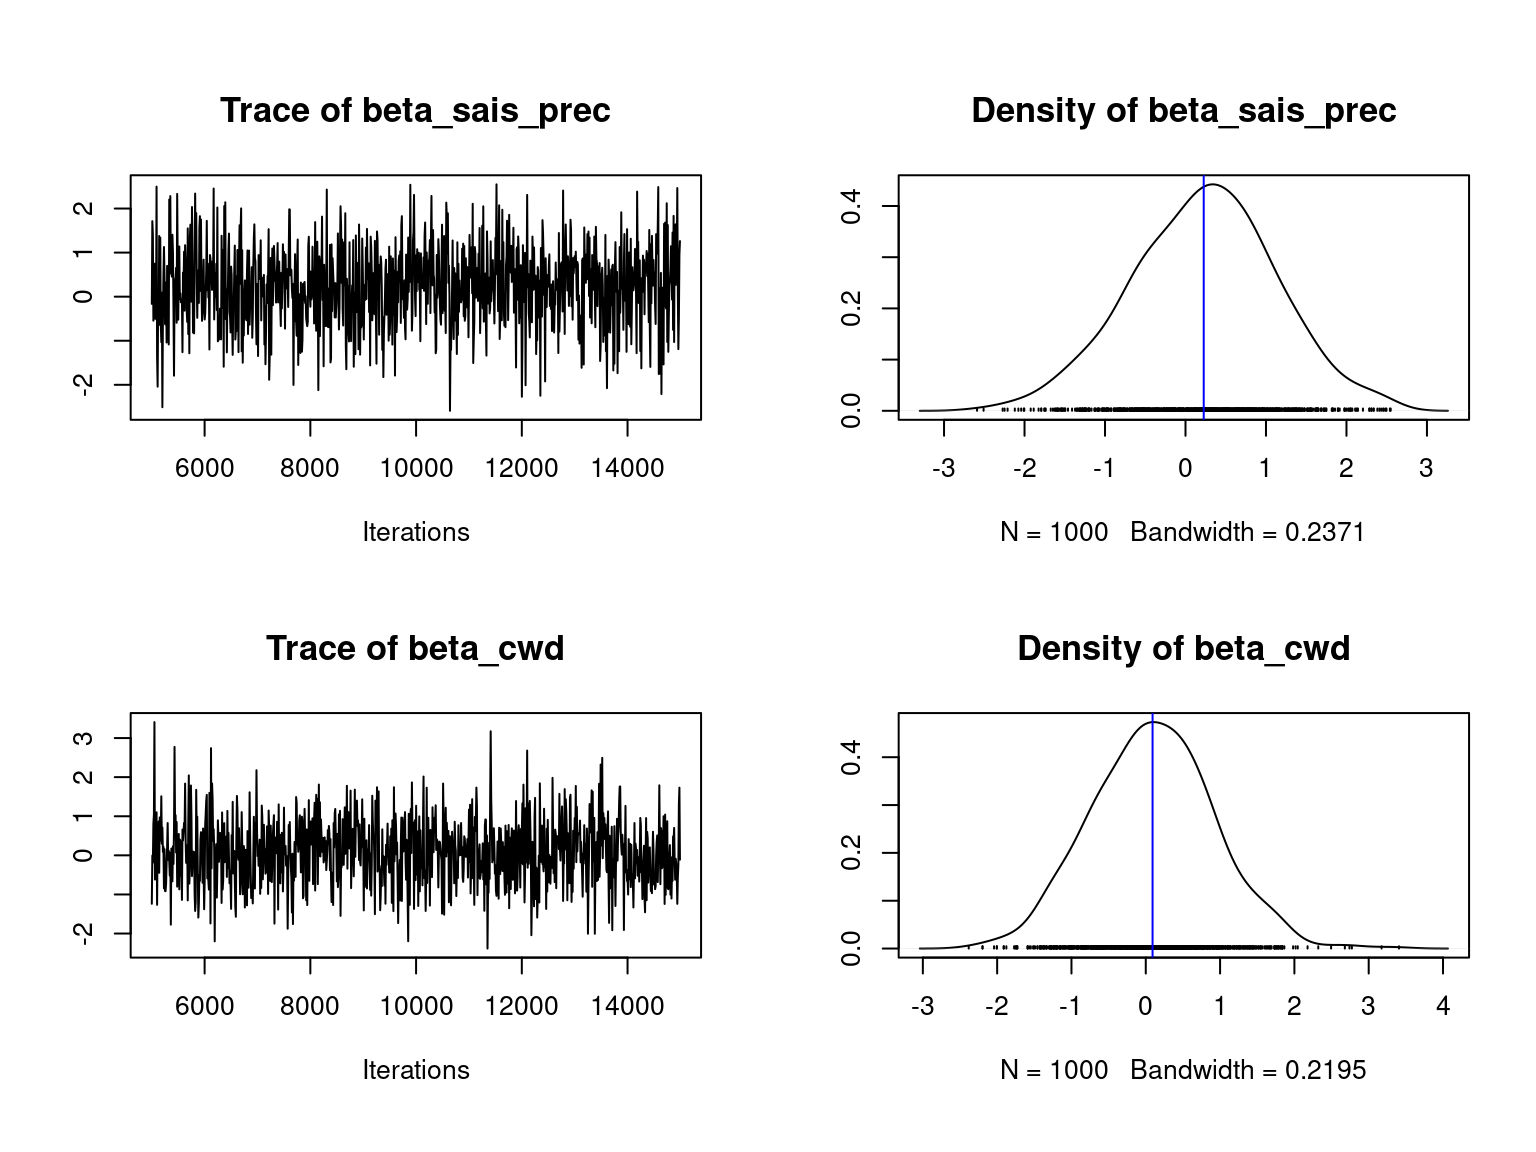 Trace of beta_sais_prec
2
1
0
-2
6000 8000 10000 12000 14000
Iterations
Density of beta_sais_prec
0.4
0.2
0.0
-3 -2 -1 0 1 2 3
N = 1000 Bandwidth = 0.2371
Trace of beta_cwd
3
2
1
0
-2
6000 8000 10000 12000 14000
Iterations
Density of beta_cwd
0.4
0.2
0.0
-3 -2 -1 0 1 2 3 4
N = 1000 Bandwidth = 0.2195